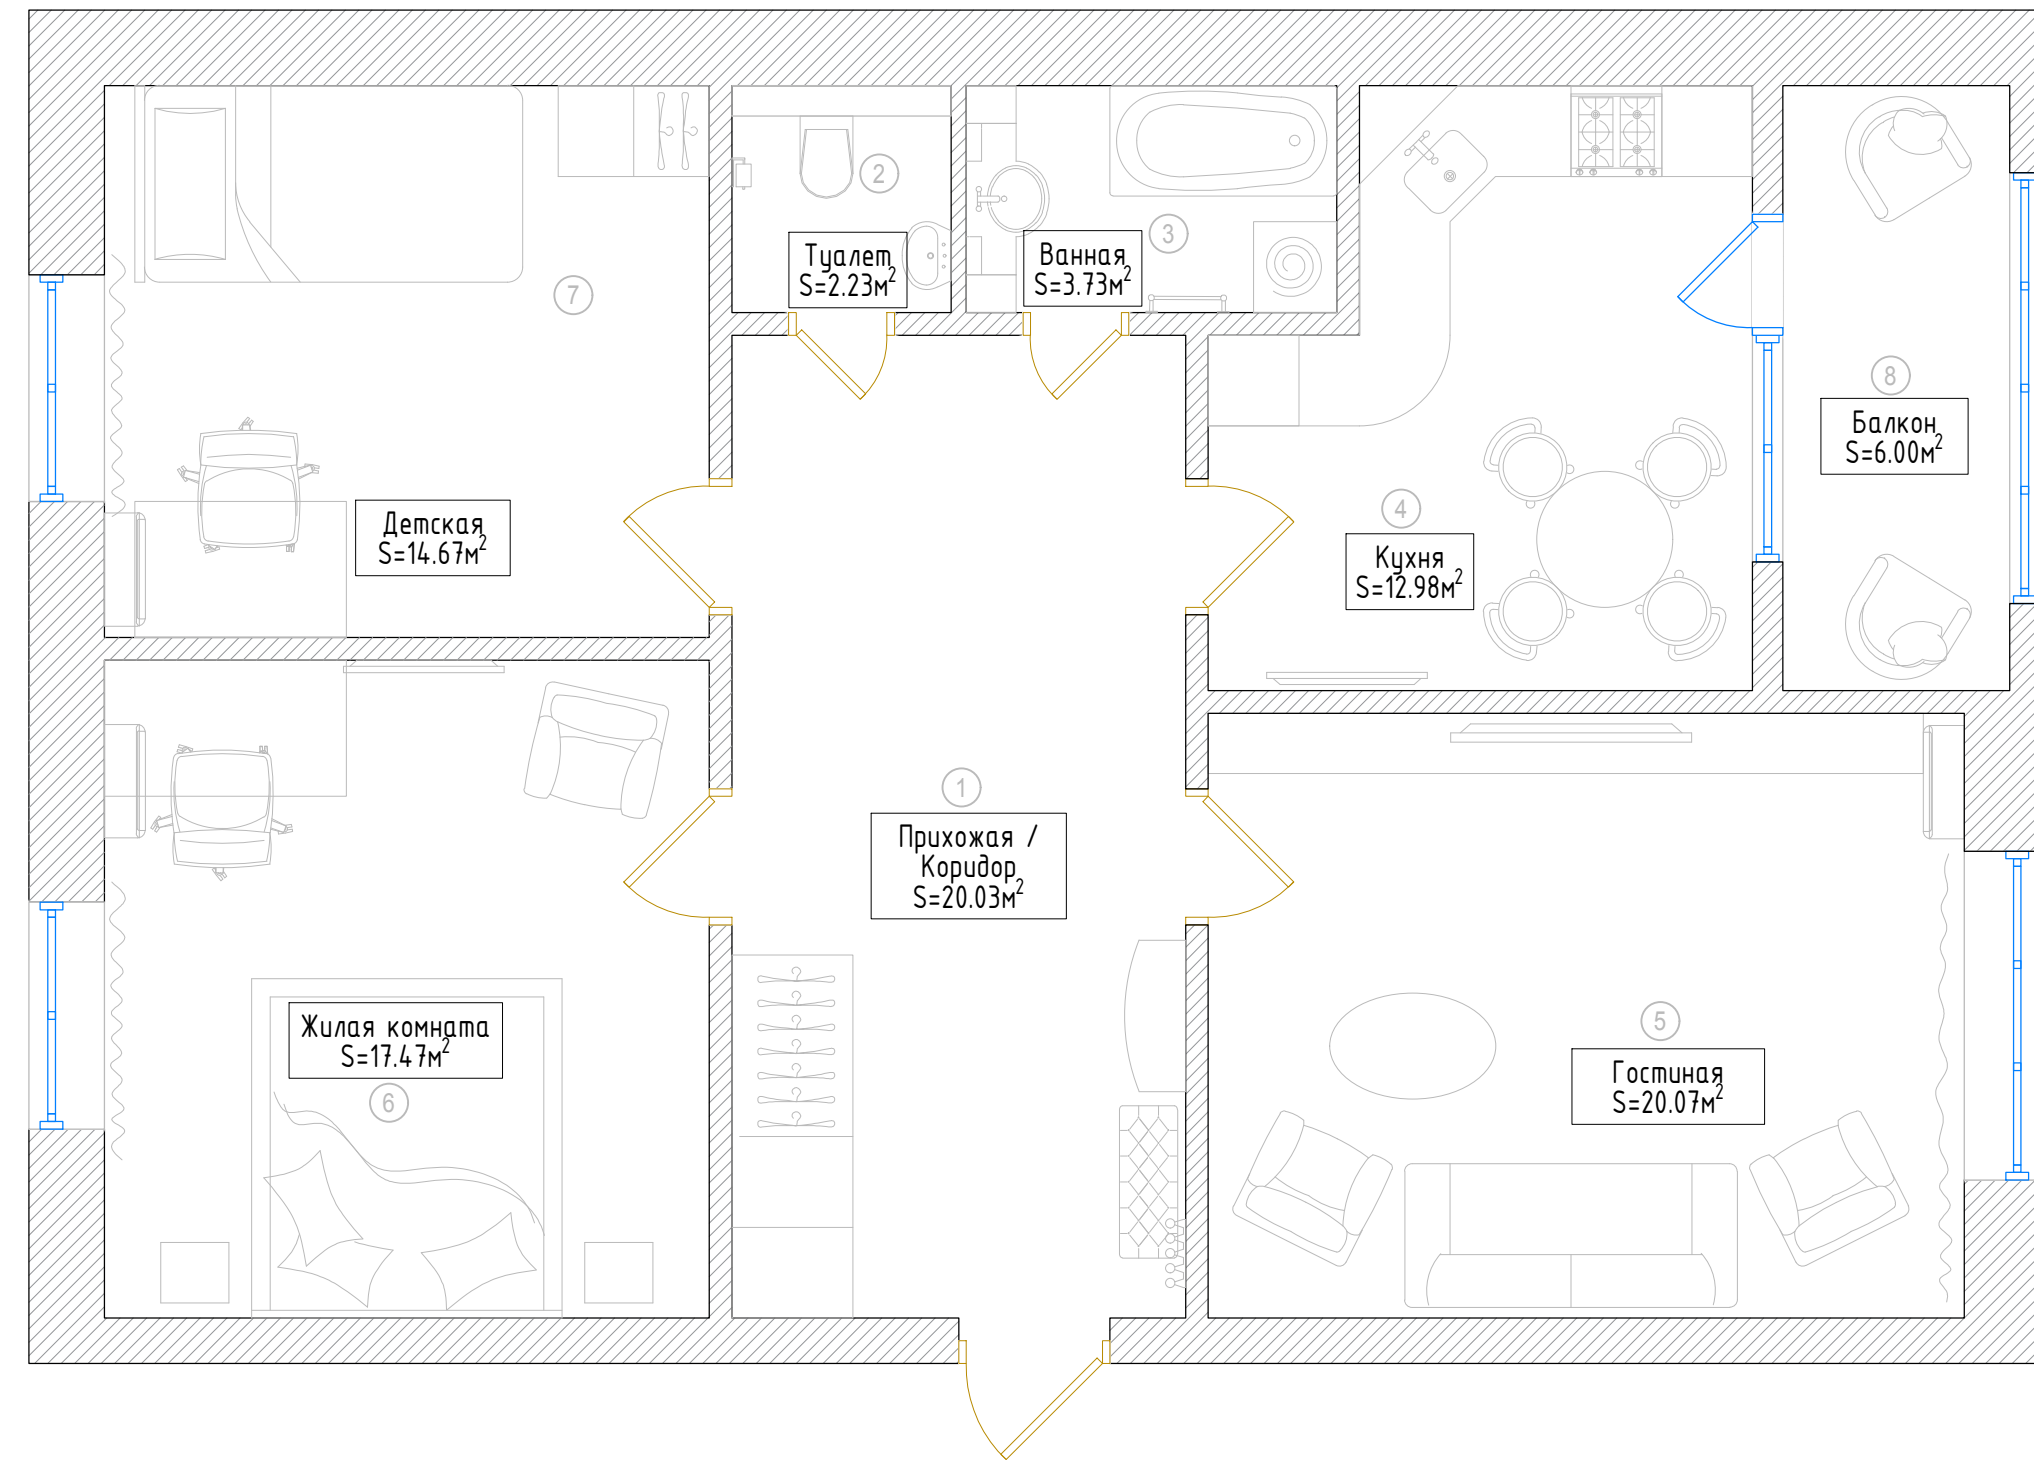 2
Туалет
S=2.23м²
3
Ванная
S=3.73м²
7
Детская
S=14.67м²
4
Кухня
S=12.98м²
8
Балкон
S=6.00м²
1
Прихожая /
Коридор
S=20.03м²
Жилая комната
S=17.47м²
6
5
Гостиная
S=20.07м²